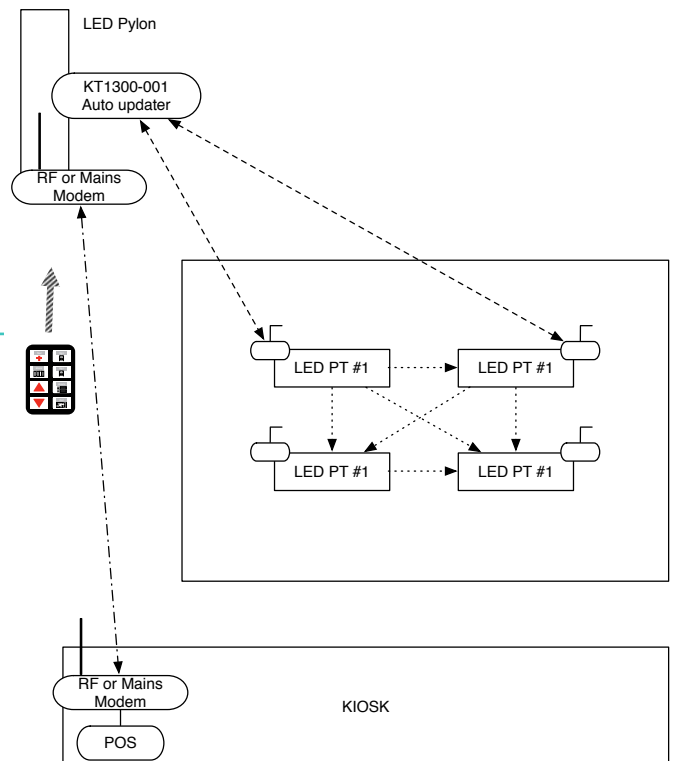 LED Pylon
KT1300-001
Auto updater
RF or Mains
Modem
LED PT #1
LED PT #1
LED PT #1
LED PT #1
RF or Mains
Modem
KIOSK
POS